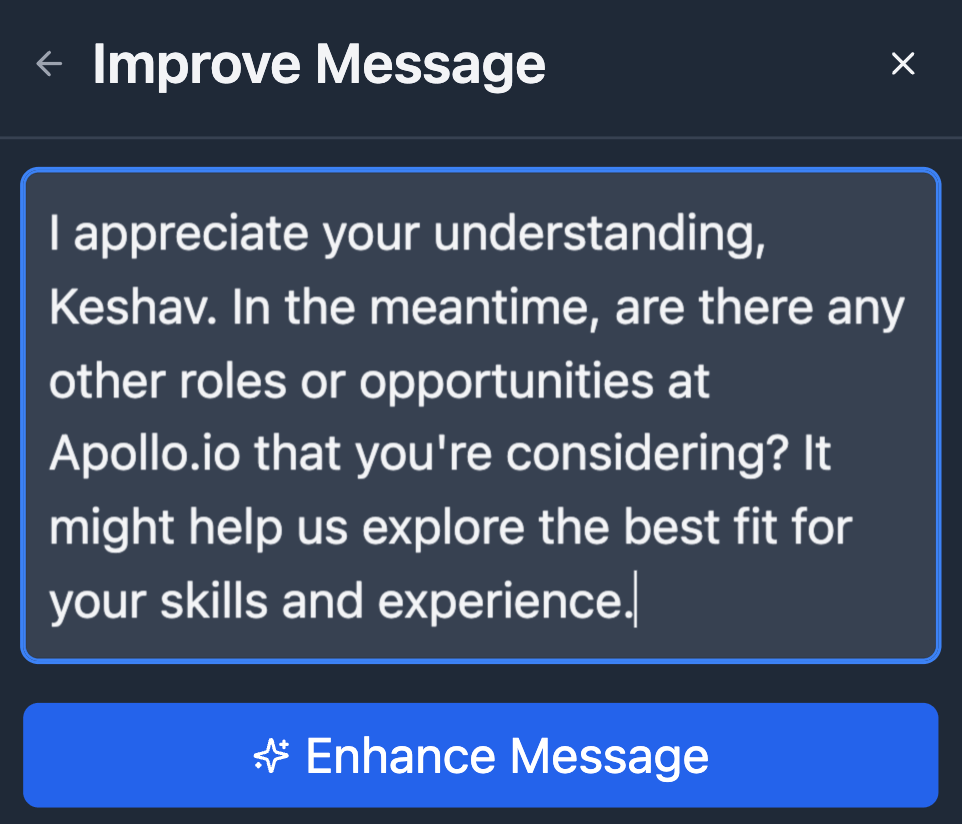 Improve Message
I appreciate your understanding,
Keshav. In the meantime, are there any
other roles or opportunities at
Apollo.io that you're considering? It
might help us explore the best fit for
your skills and experience.
Enhance Message